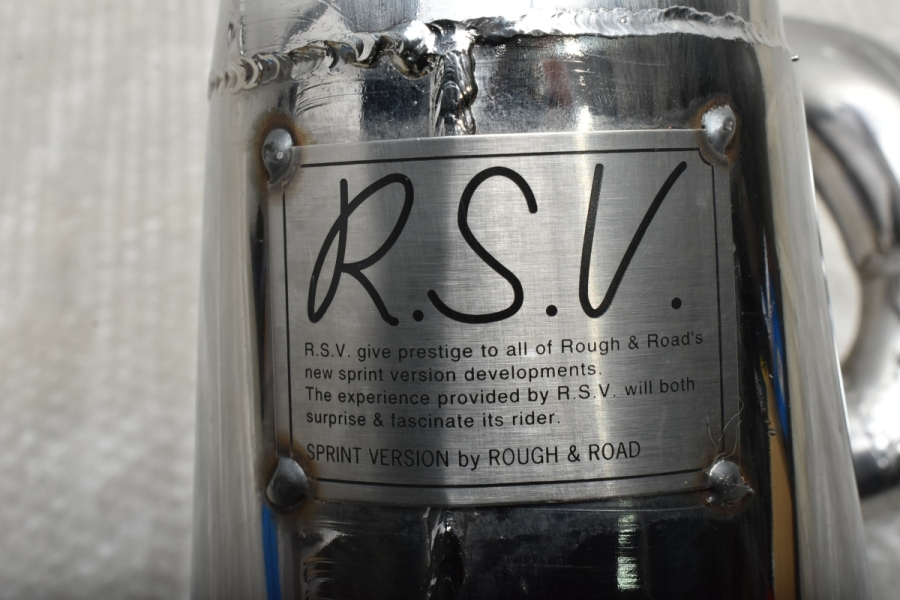 R.S.V.
R.S.V. give prestige to all of Rough & Road's
new sprint version developments.
The experience provided by R.S.V. will both
surprise & fascinate its rider.
SPRINT VERSION by ROUGH & ROAD